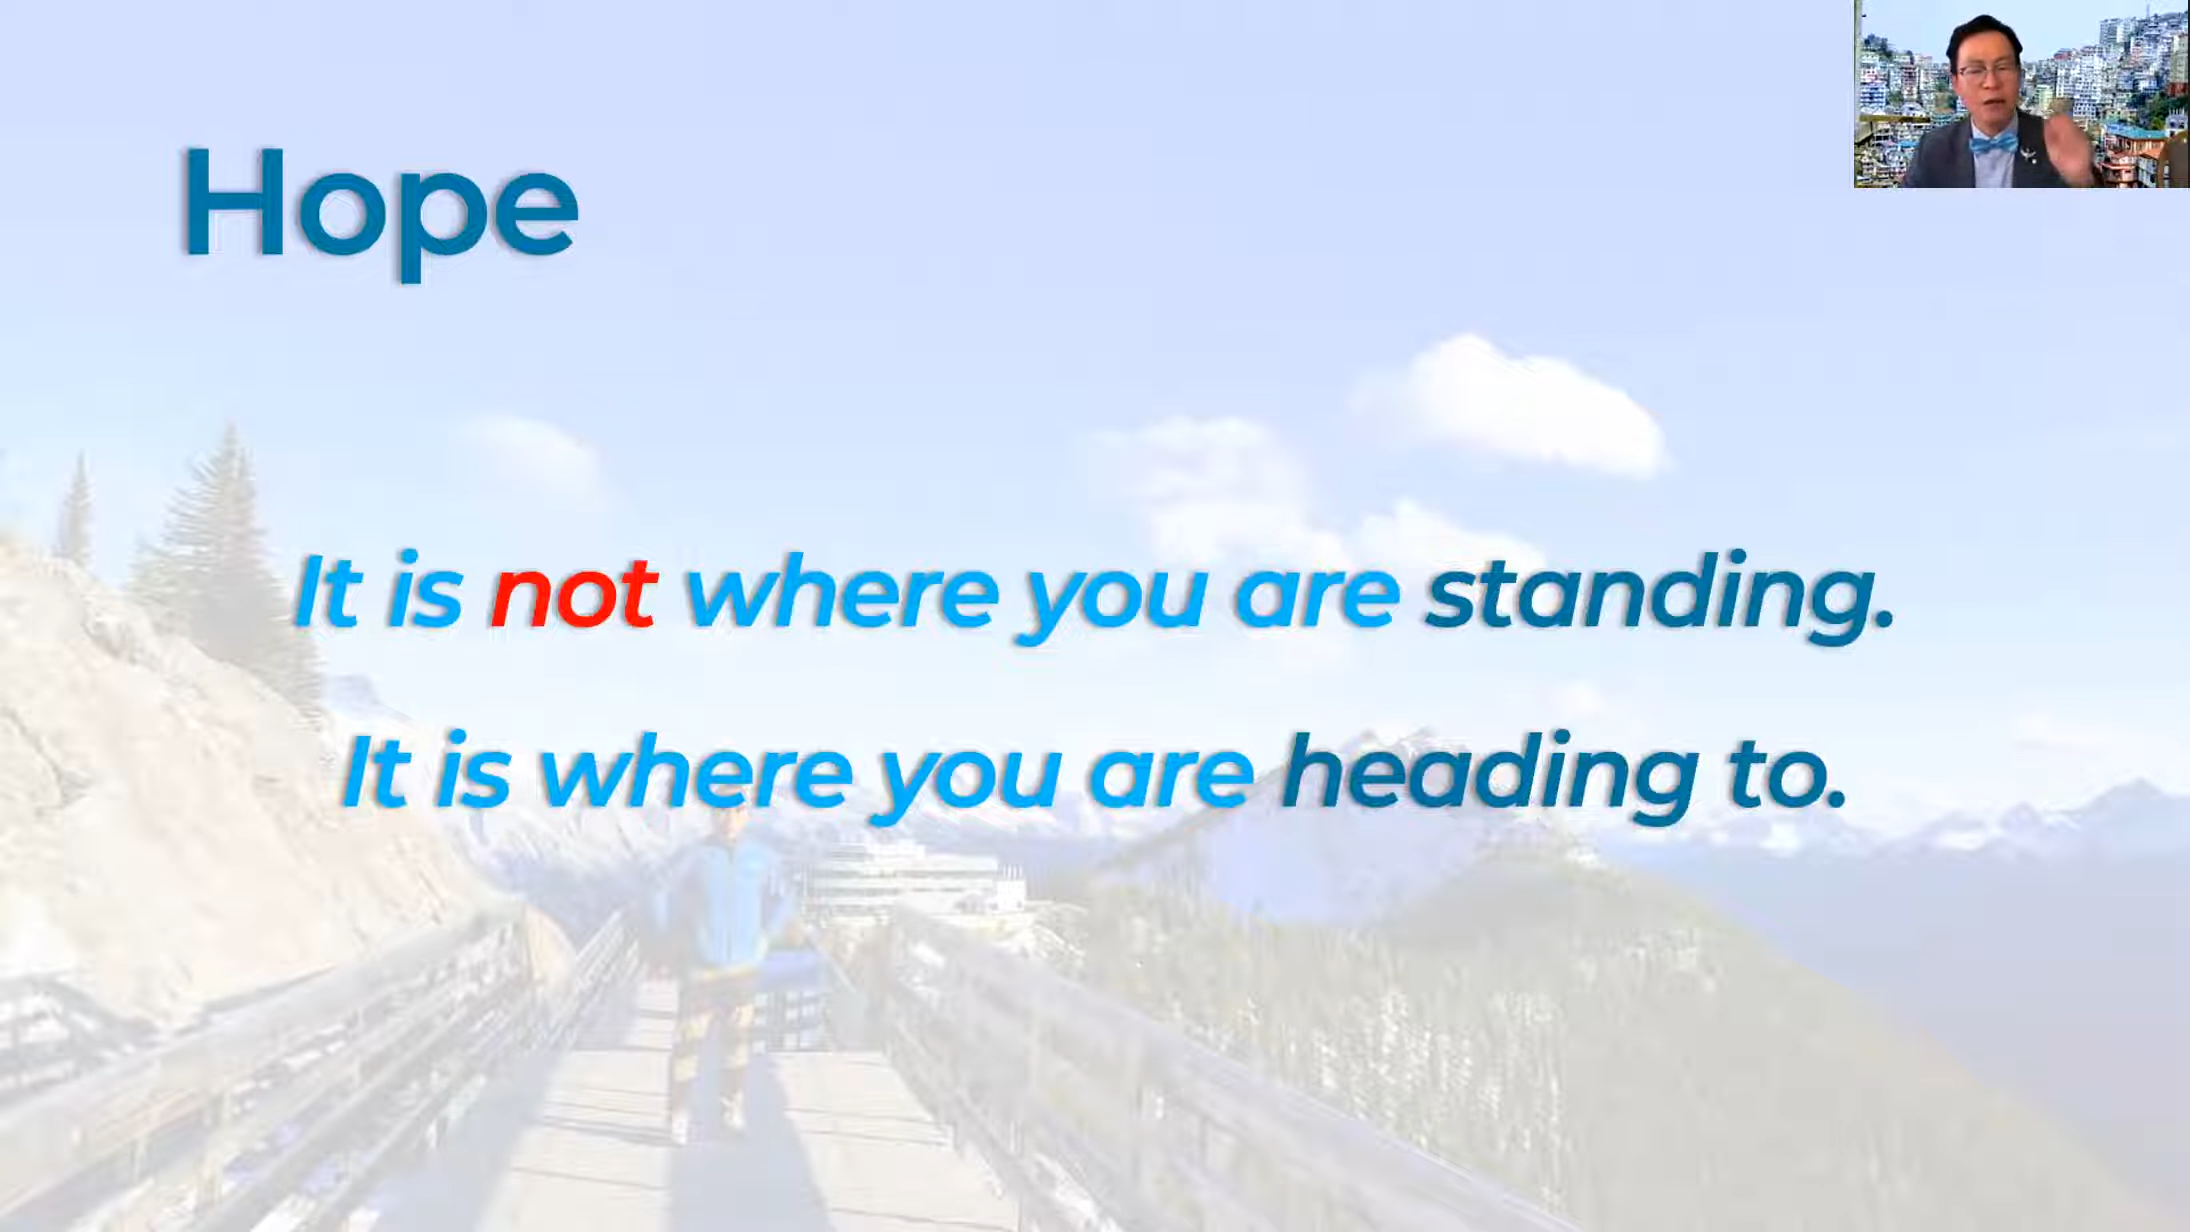 Hope
It is not where you are standing.
It is where you are heading to.